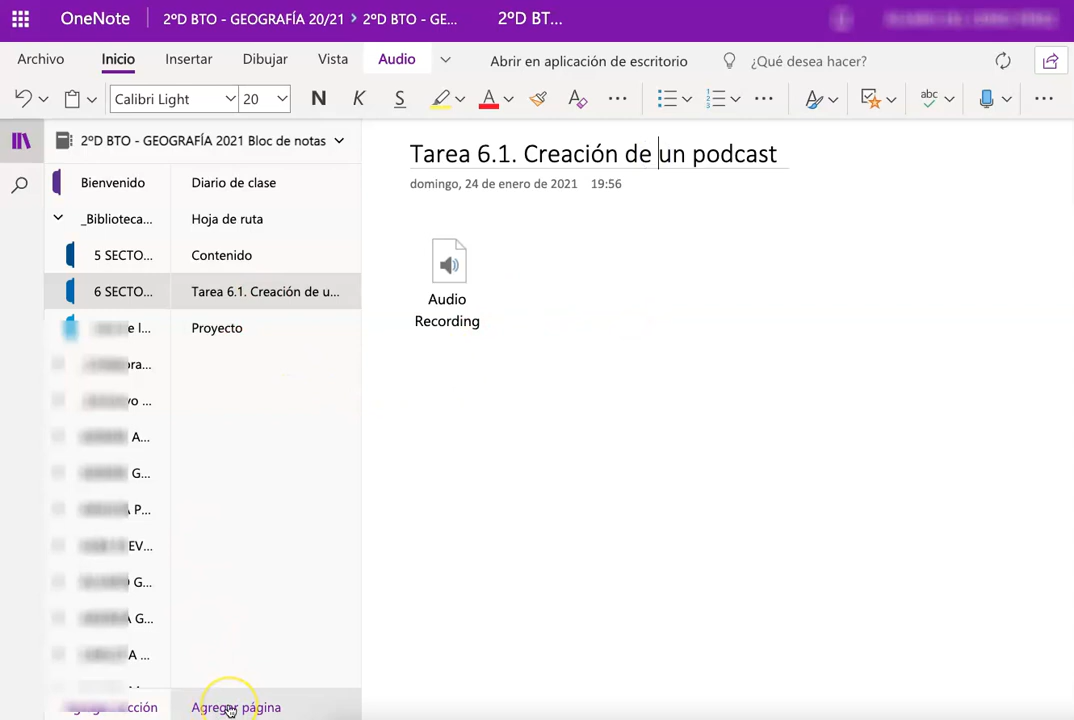 OneNote 2ºD BTO - GEOGRAFÍA 20/21 > 2ºD BTO - GE... 2ºD BT...
Archivo Inicio Insertar Dibujar Vista Audio Abrir en aplicación de escritorio ¿Qué desea hacer?
Calibri Light 20 N K S A abc
2ºD BTO - GEOGRAFÍA 2021 Bloc de notas
Bienvenido
_Biblioteca...
5 SECTO...
6 SECTO...
e l...
ora...
vo ...
A...
G...
P...
EV...
G...
G...
A ...
Diario de clase
Hoja de ruta
Contenido
Tarea 6.1. Creación de u...
Proyecto
Agregar página
Tarea 6.1. Creación de un podcast
domingo, 24 de enero de 2021 19:56
Audio
Recording